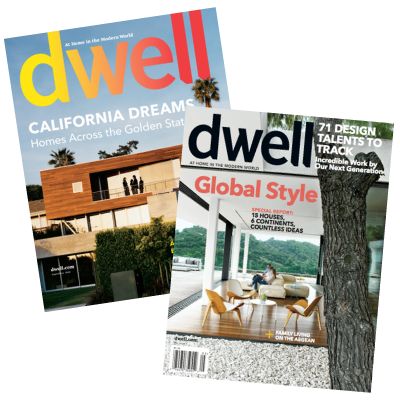 At Home in the Modern World
dwell
CALIFORNIA DREAMS
Homes Across the Golden Stat
dwell.com
dwell
AT HOME IN THE MODERN WORLD
71 DESIGN
TALENTS TO
TRACK
Incredible Work by
Our Next Generation
Global Style
SPECIAL REPORT:
15 HOUSES,
6 CONTINENTS,
COUNTLESS IDEAS
+ FAMILY LIVING
ON THE AEGEAN
dwell.com